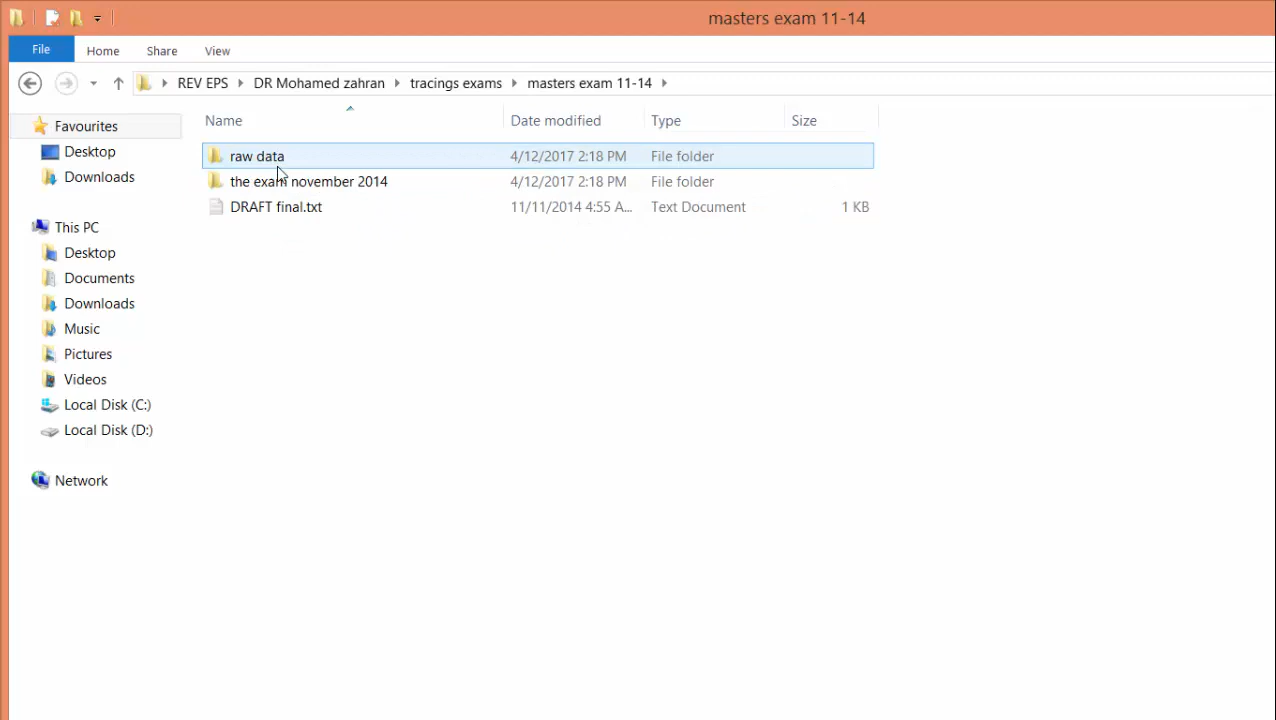 masters exam 11-14
File Home Share View
REV EPS DR Mohamed zahran tracings exams masters exam 11-14
Name Date modified Type Size
Favourites
Desktop
Downloads
This PC
Desktop
Documents
Downloads
Music
Pictures
Videos
Local Disk (C:)
Local Disk (D:)
Network
raw data 4/12/2017 2:18 PM File folder
the exam november 2014 4/12/2017 2:18 PM File folder
DRAFT final.txt 11/11/2014 4:55 A... Text Document 1 KB